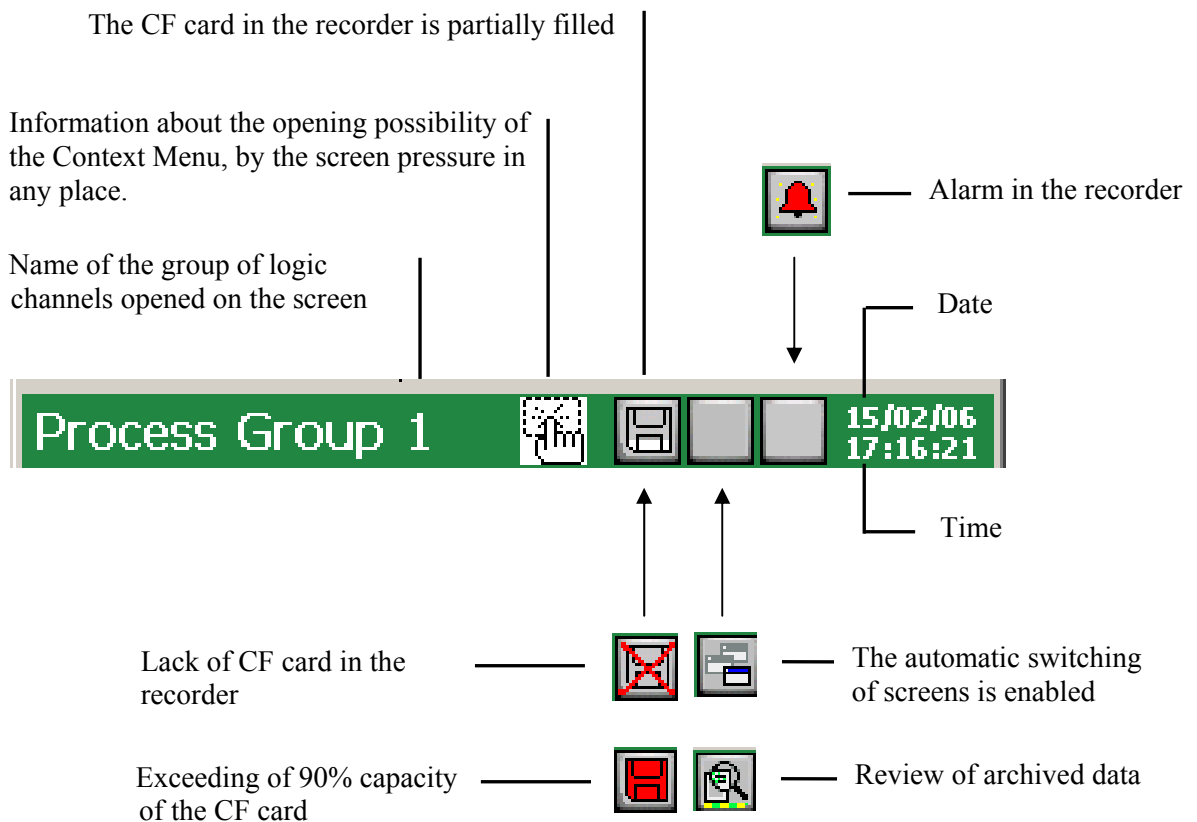 The CF card in the recorder is partially filled
Information about the opening possibility of
the Context Menu, by the screen pressure in
any place.
Alarm in the recorder
Name of the group of logic
channels opened on the screen
Date
Process Group 1
15/02/06
17:16:21
Time
Lack of CF card in the
recorder
The automatic switching
of screens is enabled
Exceeding of 90% capacity
of the CF card
Review of archived data